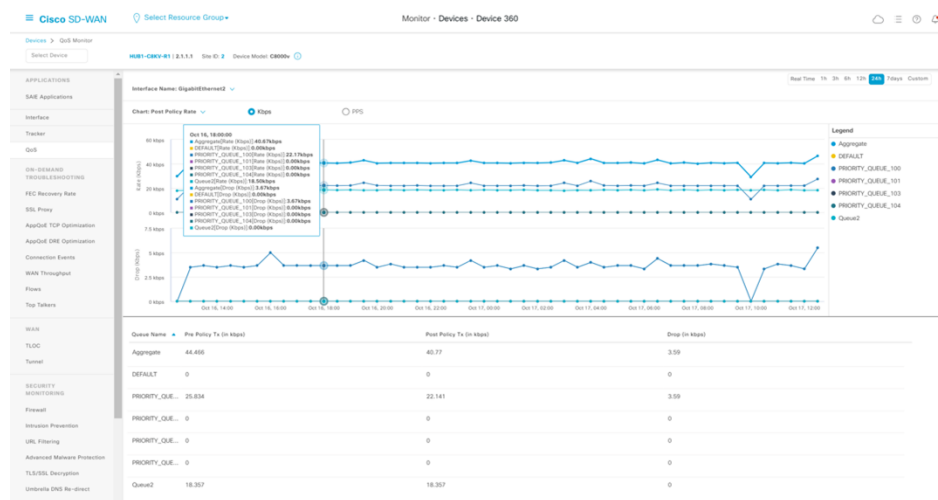 Cisco SD-WAN
Select Resource Group
Monitor · Devices · Device 360
Devices > QoS Monitor
Select Device
HUB1-C8KV-R1 | 2.1.1.1 Site ID: 2 Device Model: C8000v
APPLICATIONS
SAIE Applications
Interface
Tracker
QoS
ON-DEMAND
TROUBLESHOOTING
FEC Recovery Rate
SSL Proxy
AppQoE TCP Optimization
AppQoE DRE Optimization
Connection Events
WAN Throughput
Flows
Top Talkers
WAN
TLOC
Tunnel
SECURITY
MONITORING
Firewall
Intrusion Prevention
URL Filtering
Advanced Malware Protection
TLS/SSL Decryption
Umbrella DNS Re-direct
Interface Name: GigabitEthernet2
Real Time 1h 3h 6h 12h 24h 7days Custom
Chart: Post Policy Rate
Kbps
PPS
60 kbps
40 kbps
20 kbps
0 kbps
Rate (Kbps)
7.5 kbps
5 kbps
2.5 kbps
0 kbps
Drop (Kbps)
Oct 16, 18:00:00
Aggregate[Rate (Kbps)]:40.67kbps
DEFAULT[Rate (Kbps)]:0.00kbps
PRIORITY_QUEUE_100[Rate (Kbps)]:22.17kbps
PRIORITY_QUEUE_101[Rate (Kbps)]:0.00kbps
PRIORITY_QUEUE_103[Rate (Kbps)]:0.00kbps
PRIORITY_QUEUE_104[Rate (Kbps)]:0.00kbps
Queue2[Rate (Kbps)]:18.50kbps
Aggregate[Drop (Kbps)]:3.67kbps
DEFAULT[Drop (Kbps)]:0.00kbps
PRIORITY_QUEUE_100[Drop (Kbps)]:3.67kbps
PRIORITY_QUEUE_101[Drop (Kbps)]:0.00kbps
PRIORITY_QUEUE_103[Drop (Kbps)]:0.00kbps
PRIORITY_QUEUE_104[Drop (Kbps)]:0.00kbps
Queue2[Drop (Kbps)]:0.00kbps
Oct 16, 14:00 Oct 16, 16:00 Oct 16, 18:00 Oct 16, 20:00 Oct 16, 22:00 Oct 17, 00:00 Oct 17, 02:00 Oct 17, 04:00 Oct 17, 06:00 Oct 17, 08:00 Oct 17, 10:00 Oct 17, 12:00
Legend
Aggregate
DEFAULT
PRIORITY_QUEUE_100
PRIORITY_QUEUE_101
PRIORITY_QUEUE_103
PRIORITY_QUEUE_104
Queue2
Queue Name Pre Policy Tx (in kbps) Post Policy Tx (in kbps) Drop (in kbps)
Aggregate 44.466 40.77 3.59
DEFAULT 0 0 0
PRIORITY_QUE... 25.834 22.141 3.59
PRIORITY_QUE... 0 0 0
PRIORITY_QUE... 0 0 0
PRIORITY_QUE... 0 0 0
Queue2 18.357 18.357 0